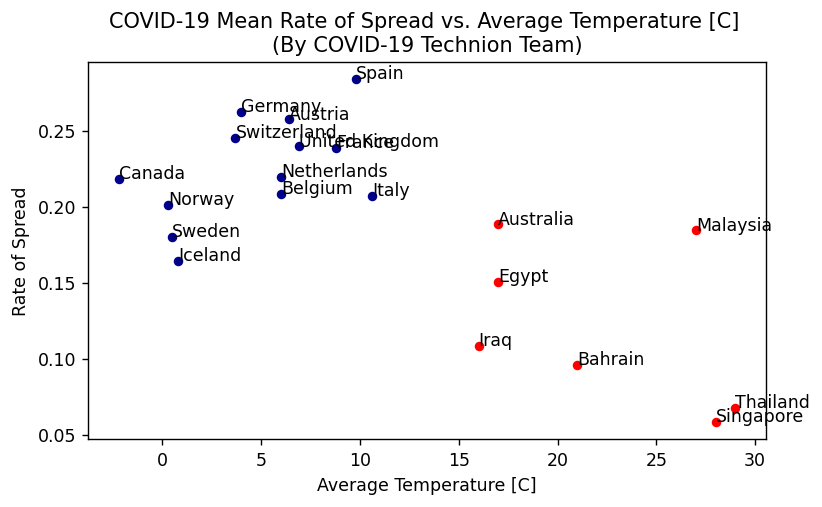 COVID-19 Mean Rate of Spread vs. Average Temperature [C]
(By COVID-19 Technion Team)
Spain
Germany
Austria
Switzerland
United Kingdom
France
Canada
Netherlands
Belgium
Italy
Norway
Sweden
Iceland
Australia
Malaysia
Egypt
Iraq
Bahrain
Thailand
Singapore
0.25
0.20
0.15
0.10
0.05
Rate of Spread
0 5 10 15 20 25 30
Average Temperature [C]